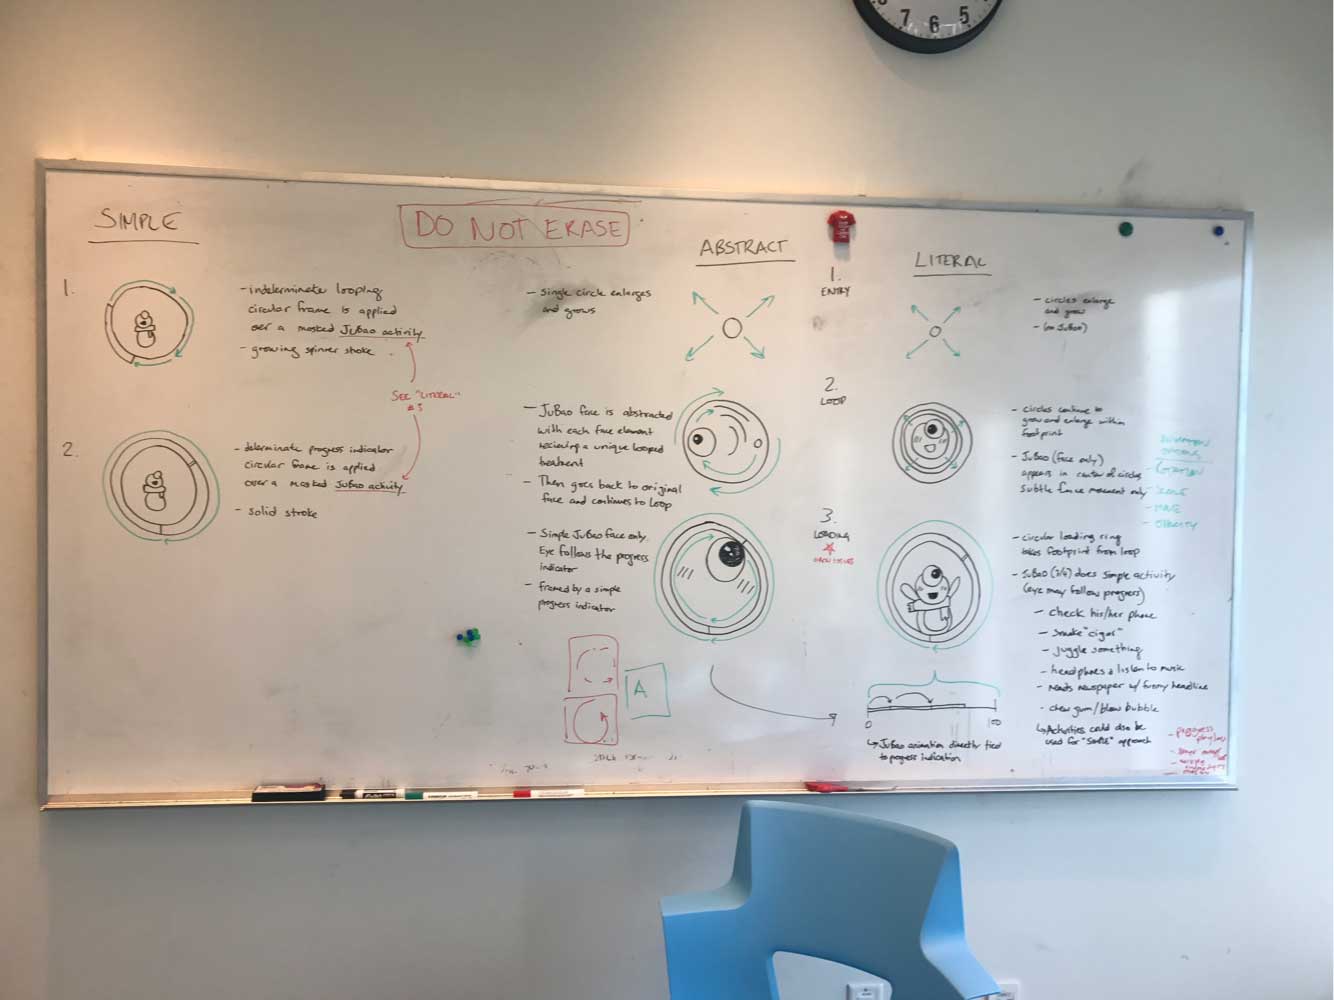 7 6 5
SIMPLE
DO NOT ERASE
1.
- indeterminate looping
circular frame is applied
over a masked JuBao activity
- growing spinner stroke
SEE "LITERAL"
#3
2.
- determinate progress indicator
circular frame is applied
over a masked JuBao activity
- solid stroke
ABSTRACT
- Single circle enlarges
and grows
- JuBao face is abstracted
with each face element
recieving a unique looped
treatment
- Then goes back to original
face and continues to loop
- Simple JuBao face only.
Eye follows the progress
indicator
- framed by a simple
progress indicator
A
1.
ENTRY
2.
LOOP
3.
LOADING
LITERAL
- circles enlarge
and grow
- (no JuBao)
- circles continue to
grow and enlarge within
footprint
- JuBao (face only)
appears in center of circles,
subtle face movement only
- circular loading ring
takes footprint from loop
- JuBao (3/4) does simple activity
(eye may follow progress)
- check his/her phone
- smoke "cigar"
- juggle something
- headphones & listen to music
- reads newspaper w/ funny headline
- chew gum/blow bubble
Activities could also be
used for "simple" approach
0 100
JuBao animation directly tied
to progress indication
- ROTATION
- SCALE
- MOVE
- OPACITY
- progress